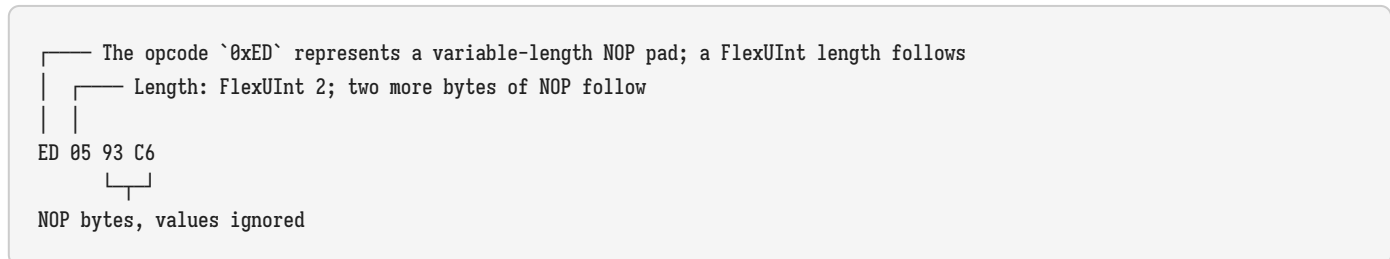 ┌──── The opcode `0xED` represents a variable-length NOP pad; a FlexUInt length follows
│ ┌──── Length: FlexUInt 2; two more bytes of NOP follow
│ │
ED 05 93 C6
└─┬─┘
NOP bytes, values ignored